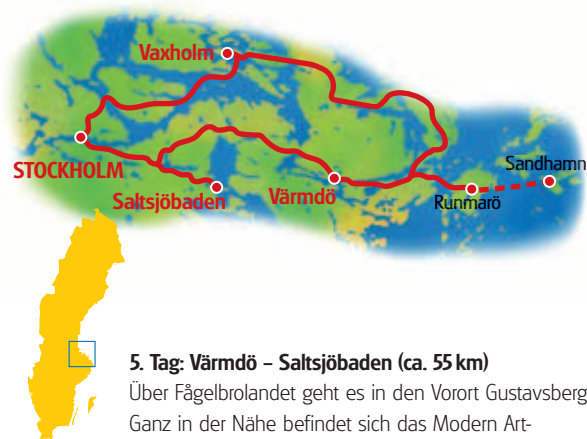 Vaxholm
STOCKHOLM
Sandhamn
Saltsjöbaden
Värmdö
Runmarö
5. Tag: Värmdö – Saltsjöbaden (ca. 55 km)
Über Fågelbrolandet geht es in den Vorort Gustavsberg
Ganz in der Nähe befindet sich das Modern Art-